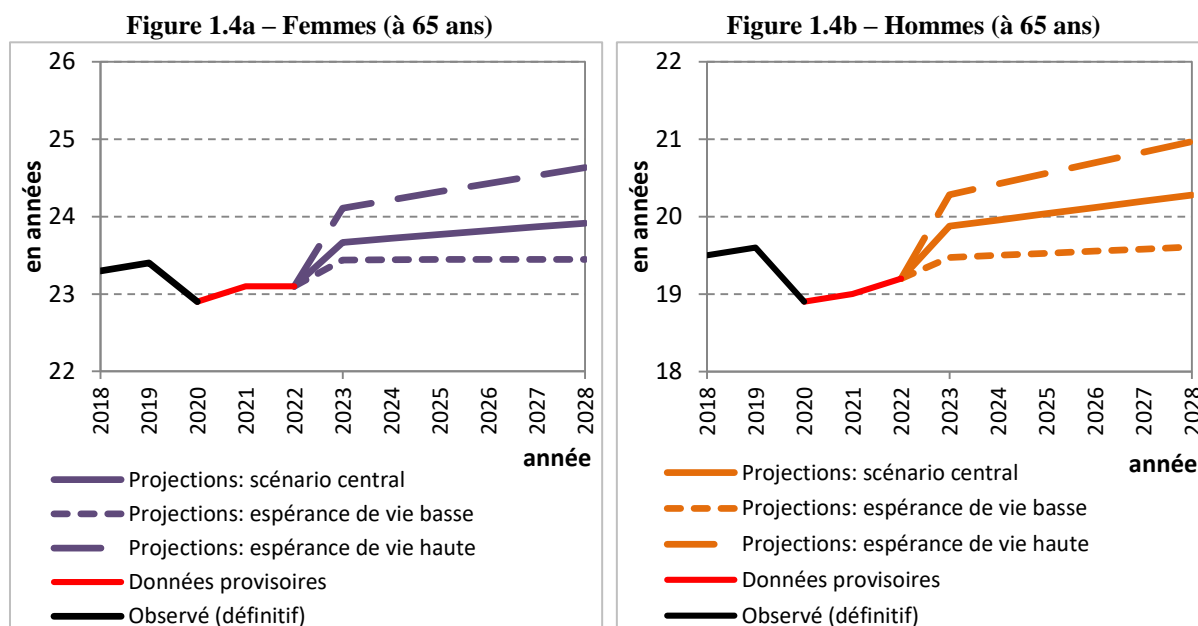 Figure 1.4a – Femmes (à 65 ans)
26
25
24
23
22
en années
2018
2019
2020
2021
2022
2023
2024
2025
2026
2027
2028
année
Projections: scénario central
Projections: espérance de vie basse
Projections: espérance de vie haute
Données provisoires
Observé (définitif)
Figure 1.4b – Hommes (à 65 ans)
22
21
20
19
18
en années
2018
2019
2020
2021
2022
2023
2024
2025
2026
2027
2028
année
Projections: scénario central
Projections: espérance de vie basse
Projections: espérance de vie haute
Données provisoires
Observé (définitif)